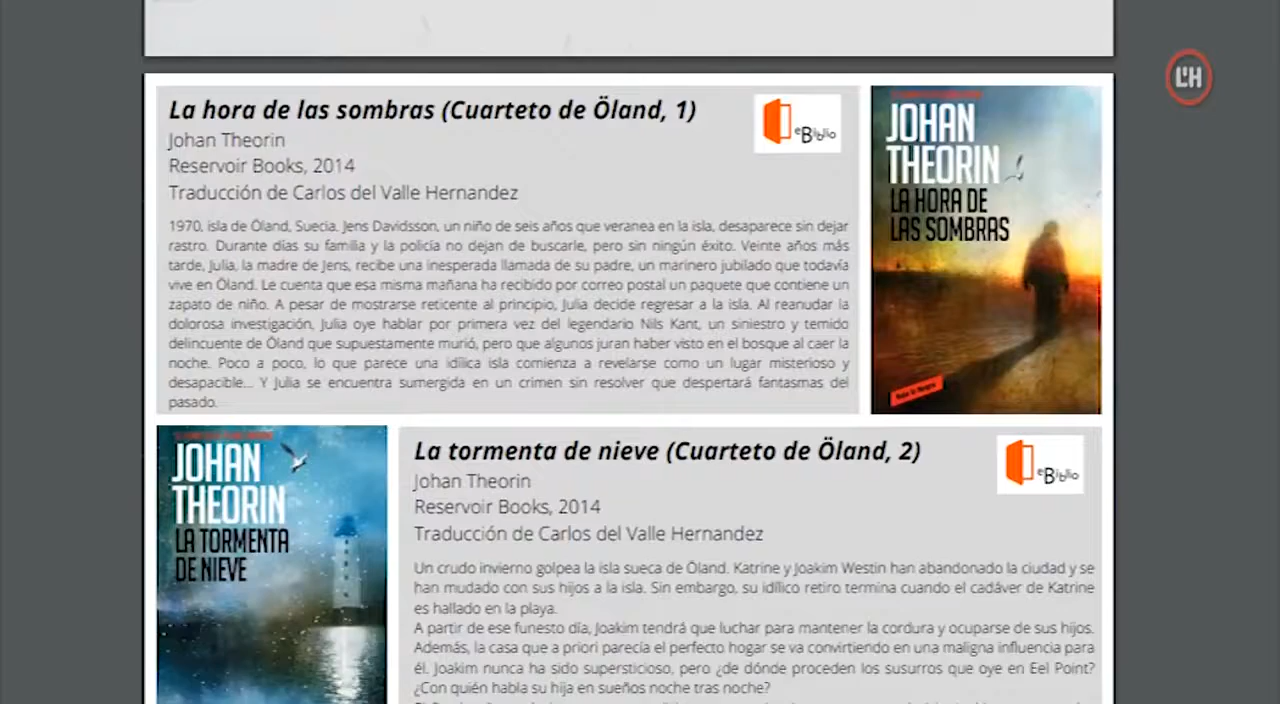 L'H
La hora de las sombras (Cuarteto de Öland, 1)
Johan Theorin
Reservoir Books, 2014
Traducción de Carlos del Valle Hernandez
eBiblio
1970, isla de Öland, Suecia. Jens Davidsson, un niño de seis años que veranea en la isla, desaparece sin dejar
rastro. Durante días su familia y la policía no dejan de buscarle, pero sin ningún éxito. Veinte años más
tarde, Julia, la madre de Jens, recibe una inesperada llamada de su padre, un marinero jubilado que todavía
vive en Öland. Le cuenta que esa misma mañana ha recibido por correo postal un paquete que contiene un
zapato de niño. A pesar de mostrarse reticente al principio, Julia decide regresar a la isla. Al reanudar la
dolorosa investigación, Julia oye hablar por primera vez del legendario Nils Kant, un siniestro y temido
delincuente de Öland que supuestamente murió, pero que algunos juran haber visto en el bosque al caer la
noche. Poco a poco, lo que parece una idílica isla comienza a revelarse como un lugar misterioso y
desapacible... Y Julia se encuentra sumergida en un crimen sin resolver que despertará fantasmas del
pasado.
JOHAN
THEORIN
LA HORA DE
LAS SOMBRAS
JOHAN
THEORIN
LA TORMENTA
DE NIEVE
La tormenta de nieve (Cuarteto de Öland, 2)
Johan Theorin
Reservoir Books, 2014
Traducción de Carlos del Valle Hernandez
eBiblio
Un crudo invierno golpea la isla sueca de Öland. Katrine y Joakim Westin han abandonado la ciudad y se
han mudado con sus hijos a la isla. Sin embargo, su idílico retiro termina cuando el cadáver de Katrine
es hallado en la playa.
A partir de ese funesto día, Joakim tendrá que luchar para mantener la cordura y ocuparse de sus hijos.
Además, la casa que a priori parecía el perfecto hogar se va convirtiendo en una maligna influencia para
él. Joakim nunca ha sido supersticioso, pero ¿de dónde proceden los susurros que oye en Eel Point?
¿Con quién habla su hija en sueños noche tras noche?